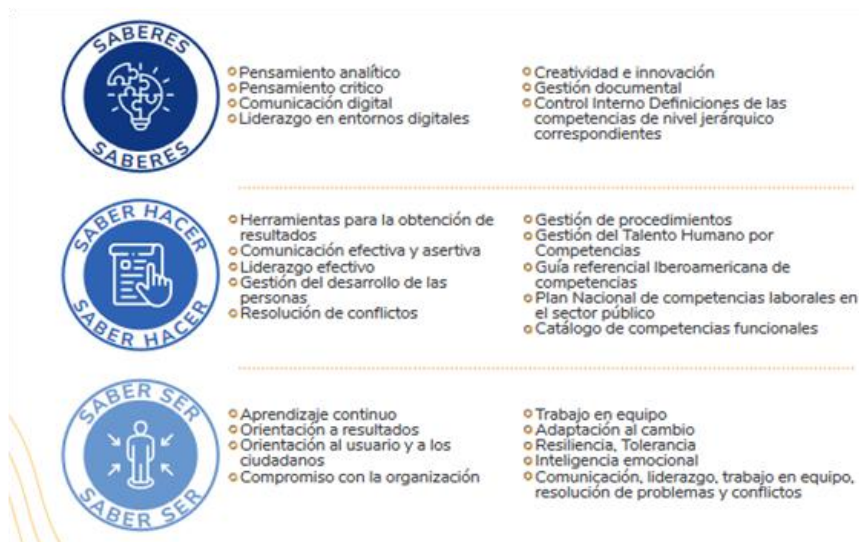 SABERES
SABERES
Pensamiento analítico
Pensamiento critico
Comunicación digital
Liderazgo en entornos digitales
Creatividad e innovación
Gestión documental
Control Interno Definiciones de las
competencias de nivel jerárquico
correspondientes
SABER HACER
SABER HACER
Herramientas para la obtención de
resultados
Comunicación efectiva y asertiva
Liderazgo efectivo
Gestión del desarrollo de las
personas
Resolución de conflictos
Gestión de procedimientos
Gestión del Talento Humano por
Competencias
Guía referencial Iberoamericana de
competencias
Plan Nacional de competencias laborales en
el sector público
Catálogo de competencias funcionales
SABER SER
SABER SER
Aprendizaje continuo
Orientación a resultados
Orientación al usuario y a los
ciudadanos
Compromiso con la organización
Trabajo en equipo
Adaptación al cambio
Resiliencia, Tolerancia
Inteligencia emocional
Comunicación, liderazgo, trabajo en equipo,
resolución de problemas y conflictos